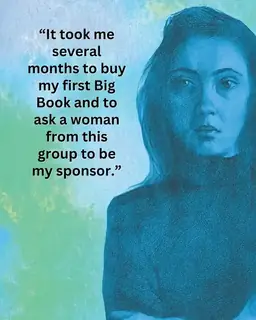 “It took me
several
months to buy
my first Big
Book and to
ask a woman
from this
group to be
my sponsor.”